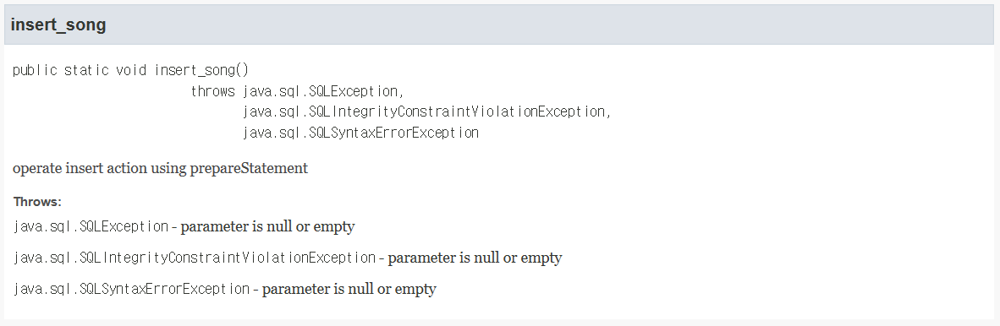 insert_song
public static void insert_song()
throws java.sql.SQLException,
java.sql.SQLIntegrityConstraintViolationException,
java.sql.SQLSyntaxErrorException
operate insert action using prepareStatement
Throws:
java.sql.SQLException - parameter is null or empty
java.sql.SQLIntegrityConstraintViolationException - parameter is null or empty
java.sql.SQLSyntaxErrorException - parameter is null or empty